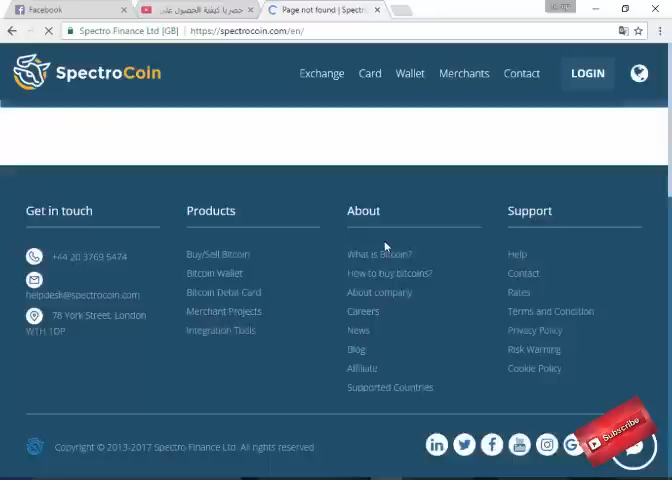 Facebook
حصريا كيفية الحصول على
Page not found | Spectr
Spectro Finance Ltd [GB]
https://spectrocoin.com/en/
SpectroCoin
Exchange
Card
Wallet
Merchants
Contact
LOGIN
Get in touch
+44 20 3769 5474
helpdesk@spectrocoin.com
78 York Street, London
W1H 1DP
Products
Buy/Sell Bitcoin
Bitcoin Wallet
Bitcoin Debit Card
Merchant Projects
Integration Tools
About
What is Bitcoin?
How to buy bitcoins?
About company
Careers
News
Blog
Affiliate
Supported Countries
Support
Help
Contact
Rates
Terms and Condition
Privacy Policy
Risk Warning
Cookie Policy
Copyright © 2013-2017 Spectro Finance Ltd. All rights reserved
Subscribe